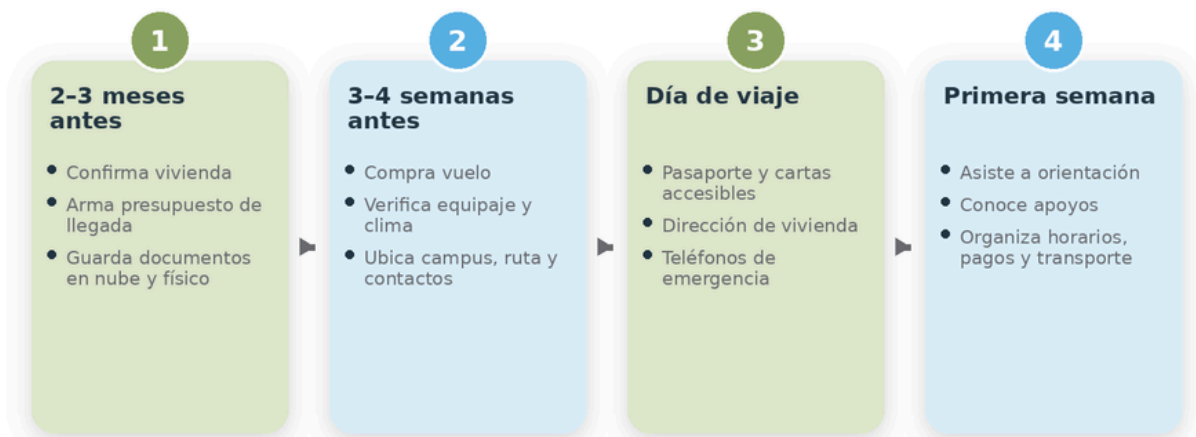 1
2–3 meses
antes
• Confirma vivienda
• Arma presupuesto de
llegada
• Guarda documentos
en nube y físico
2
3–4 semanas
antes
• Compra vuelo
• Verifica equipaje y
clima
• Ubica campus, ruta y
contactos
3
Día de viaje
• Pasaporte y cartas
accesibles
• Dirección de vivienda
• Teléfonos de
emergencia
4
Primera semana
• Asiste a orientación
• Conoce apoyos
• Organiza horarios,
pagos y transporte